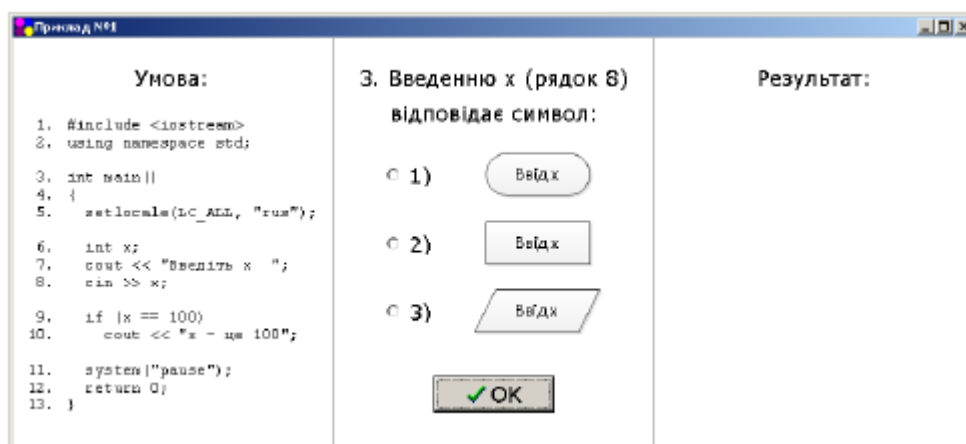 Приклад №1
Умова:
1. #include <iostream>
2. using namespace std;
3. int main()
4. {
5. setlocale(LC_ALL, "rus");
6. int x;
7. cout << "Введіть x ";
8. cin >> x;
9. if (x == 100)
10. cout << "x - це 100";
11. system("pause");
12. return 0;
13. }
3. Введенню x (рядок 8)
відповідає символ:
1) Ввід x
2) Ввід x
3) Ввід x
OK
Результат: